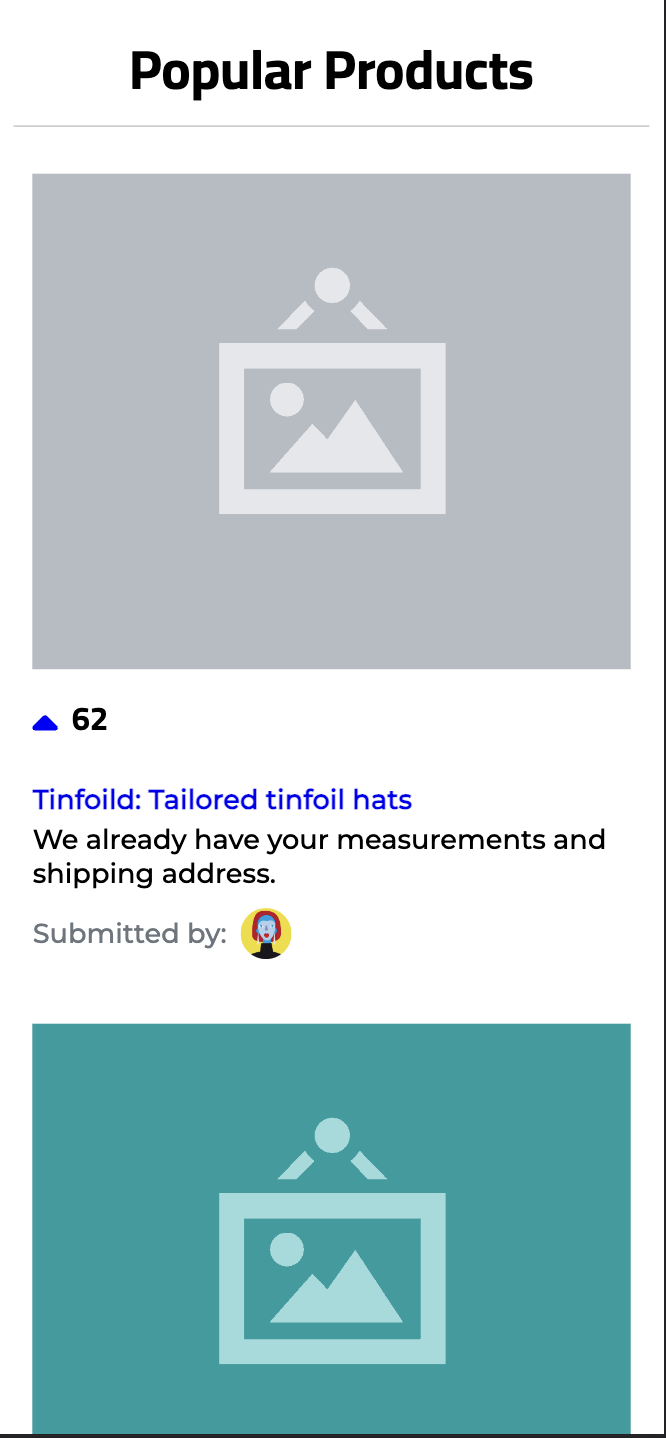 Popular Products
62
Tinfoild: Tailored tinfoil hats
We already have your measurements and
shipping address.
Submitted by: